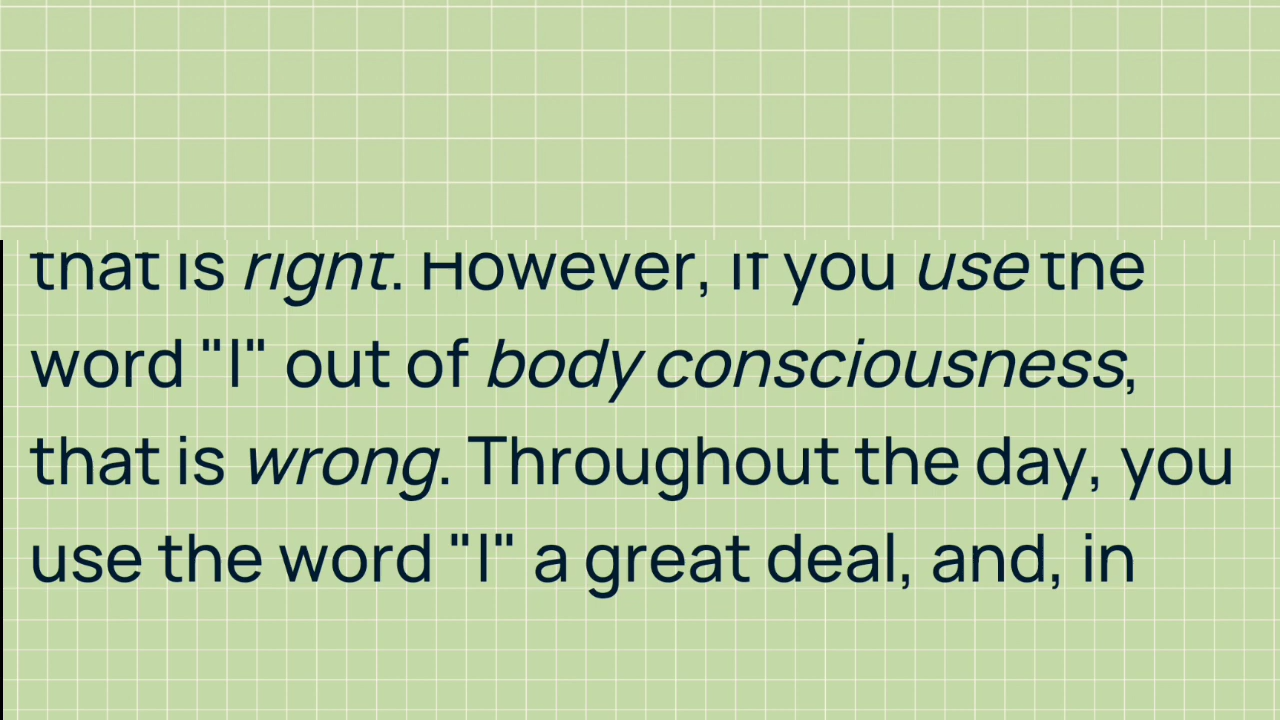 that is right. However, if you use the
word "I" out of body consciousness,
that is wrong. Throughout the day, you
use the word "I" a great deal, and, in